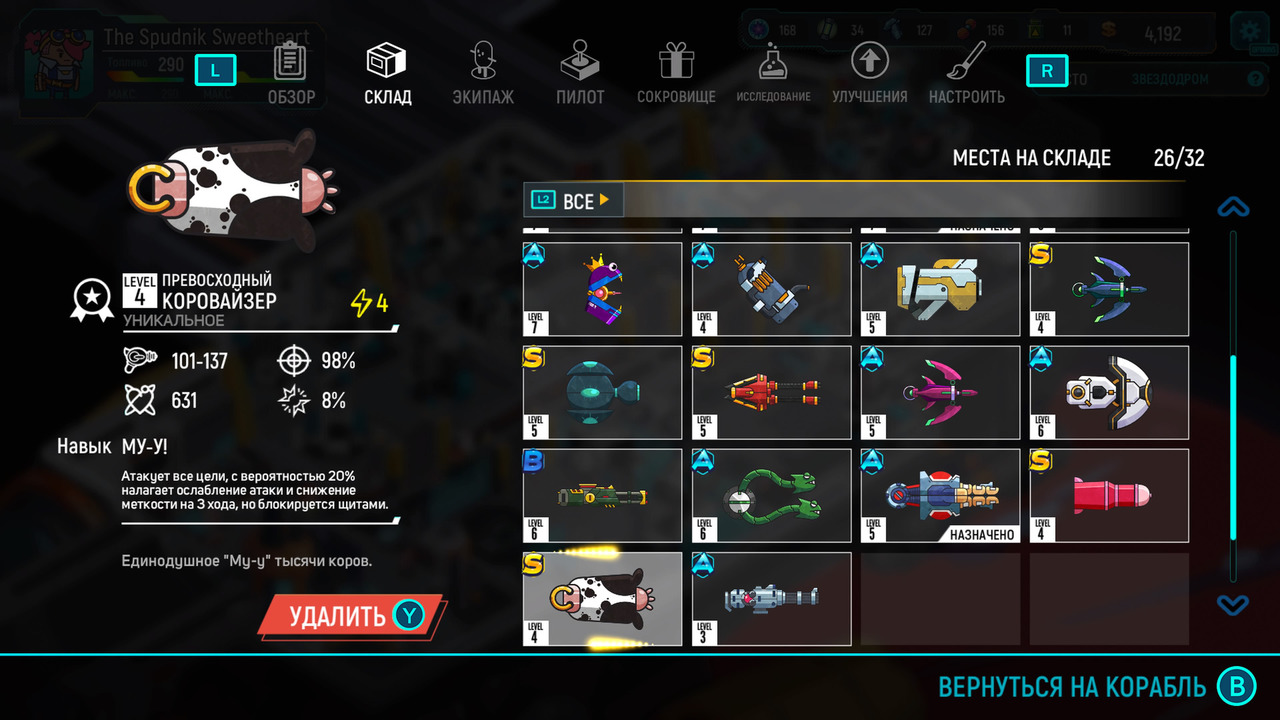 The Spudnik Sweetheart
168 34 127 156 11 4,192
Топливо 290
L R
ОБЗОР СКЛАД ЭКИПАЖ ПИЛОТ СОКРОВИЩЕ ИССЛЕДОВАНИЕ УЛУЧШЕНИЯ НАСТРОИТЬ
ЗВЕЗДОДРОМ ?
МЕСТА НА СКЛАДЕ 26/32
L2 ВСЕ
LEVEL 4
ПРЕВОСХОДНЫЙ
КОРОВАЙЗЕР
УНИКАЛЬНОЕ
4
101-137 98%
631 8%
Навык МУ-У!
Атакует все цели, с вероятностью 20%
налагает ослабление атаки и снижение
меткости на 3 хода, но блокируется щитами.
Единодушное "Му-у" тысячи коров.
УДАЛИТЬ Y
A A A S
LEVEL 7 LEVEL 4 LEVEL 5 LEVEL 4
S S A A
LEVEL 5 LEVEL 5 LEVEL 5 LEVEL 6
B A A S
LEVEL 6 LEVEL 6 LEVEL 5 НАЗНАЧЕНО LEVEL 4
S A
LEVEL 4 LEVEL 3
ВЕРНУТЬСЯ НА КОРАБЛЬ B